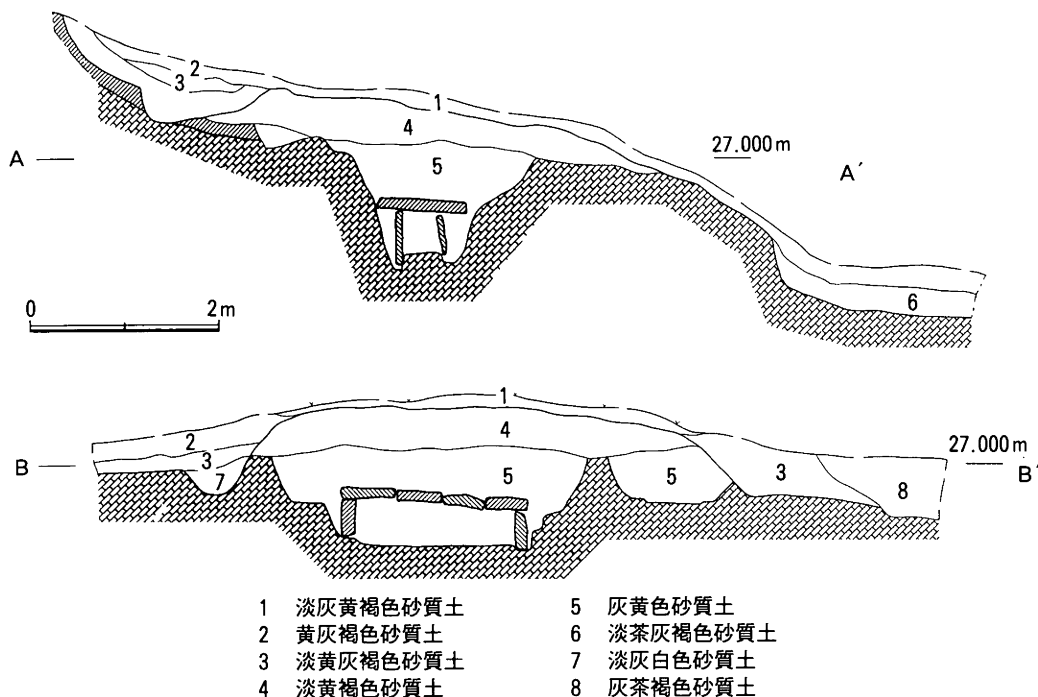 2
3
1
4
5
6
A
27.000m
A′
0 2m
1
4
2
3
7
5
5
3
8
B
27.000m
B′
1 淡灰黄褐色砂質土
2 黄灰褐色砂質土
3 淡黄灰褐色砂質土
4 淡黄褐色砂質土
5 灰黄色砂質土
6 淡茶灰褐色砂質土
7 淡灰白色砂質土
8 灰茶褐色砂質土